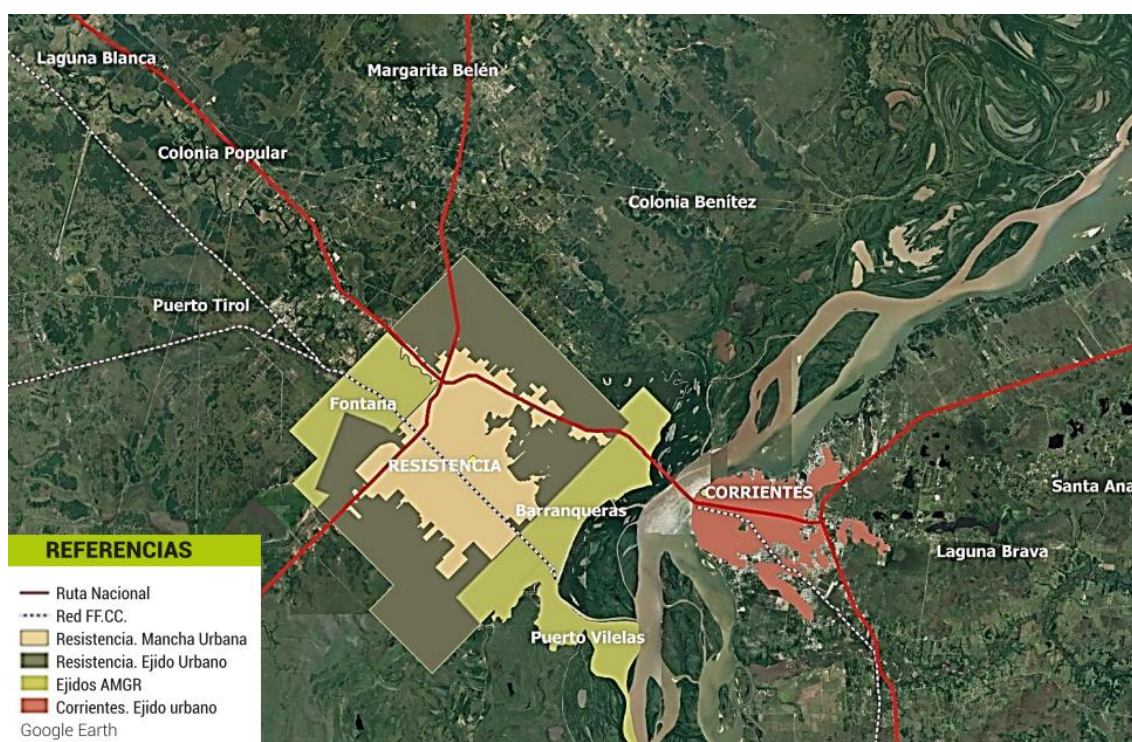 Laguna Blanca
Margarita Belén
Colonia Popular
Colonia Benítez
Puerto Tirol
Fontana
RESISTENCIA
CORRIENTES
Santa Ana
Barranqueras
Laguna Brava
Puerto Vilelas
REFERENCIAS
Ruta Nacional
Red FF.CC.
Resistencia. Mancha Urbana
Resistencia. Ejido Urbano
Ejidos AMGR
Corrientes. Ejido urbano
Google Earth